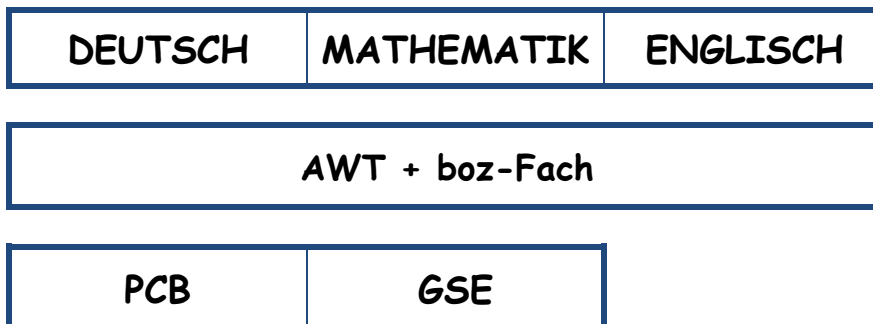 DEUTSCH MATHEMATIK ENGLISCH
AWT + boz-Fach
PCB GSE